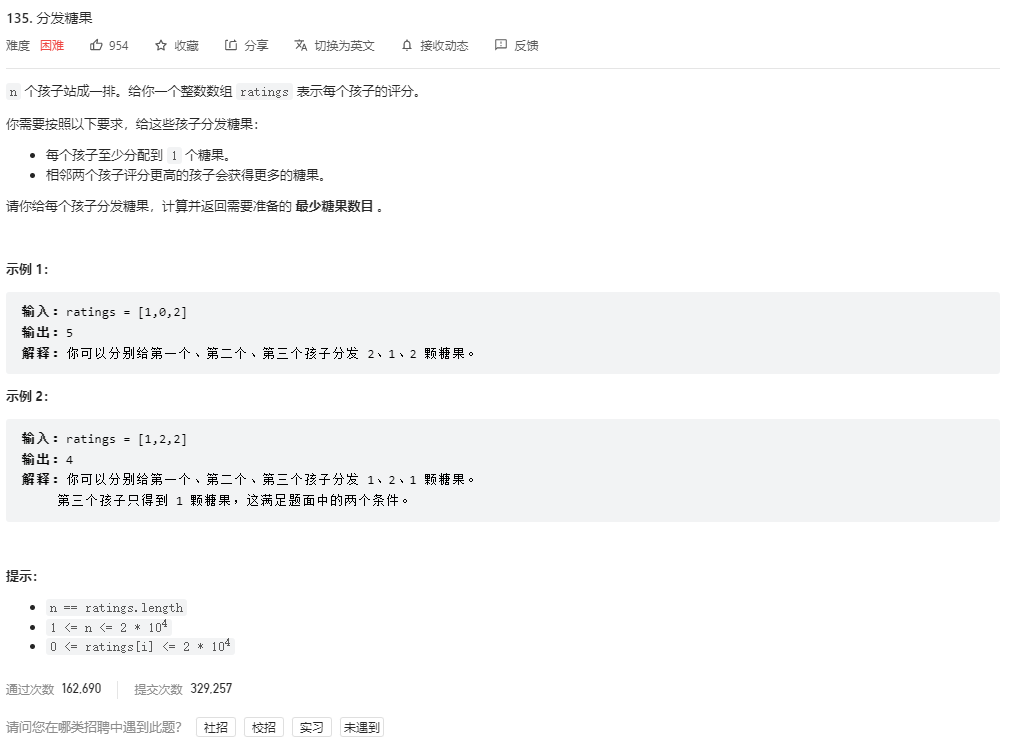 135. 分发糖果
难度 困难 954 收藏 分享 切换为英文 接收动态 反馈
n 个孩子站成一排。给你一个整数数组 ratings 表示每个孩子的评分。
你需要按照以下要求，给这些孩子分发糖果：
每个孩子至少分配到 1 个糖果。
相邻两个孩子评分更高的孩子会获得更多的糖果。
请你给每个孩子分发糖果，计算并返回需要准备的 最少糖果数目 。
示例 1：
输入：ratings = [1,0,2]
输出：5
解释：你可以分别给第一个、第二个、第三个孩子分发 2、1、2 颗糖果。
示例 2：
输入：ratings = [1,2,2]
输出：4
解释：你可以分别给第一个、第二个、第三个孩子分发 1、2、1 颗糖果。
第三个孩子只得到 1 颗糖果，这满足题面中的两个条件。
提示：
n == ratings.length
1 <= n <= 2 * 10⁴
0 <= ratings[i] <= 2 * 10⁴
通过次数 162,690 提交次数 329,257
请问您在哪类招聘中遇到此题？ 社招 校招 实习 未遇到